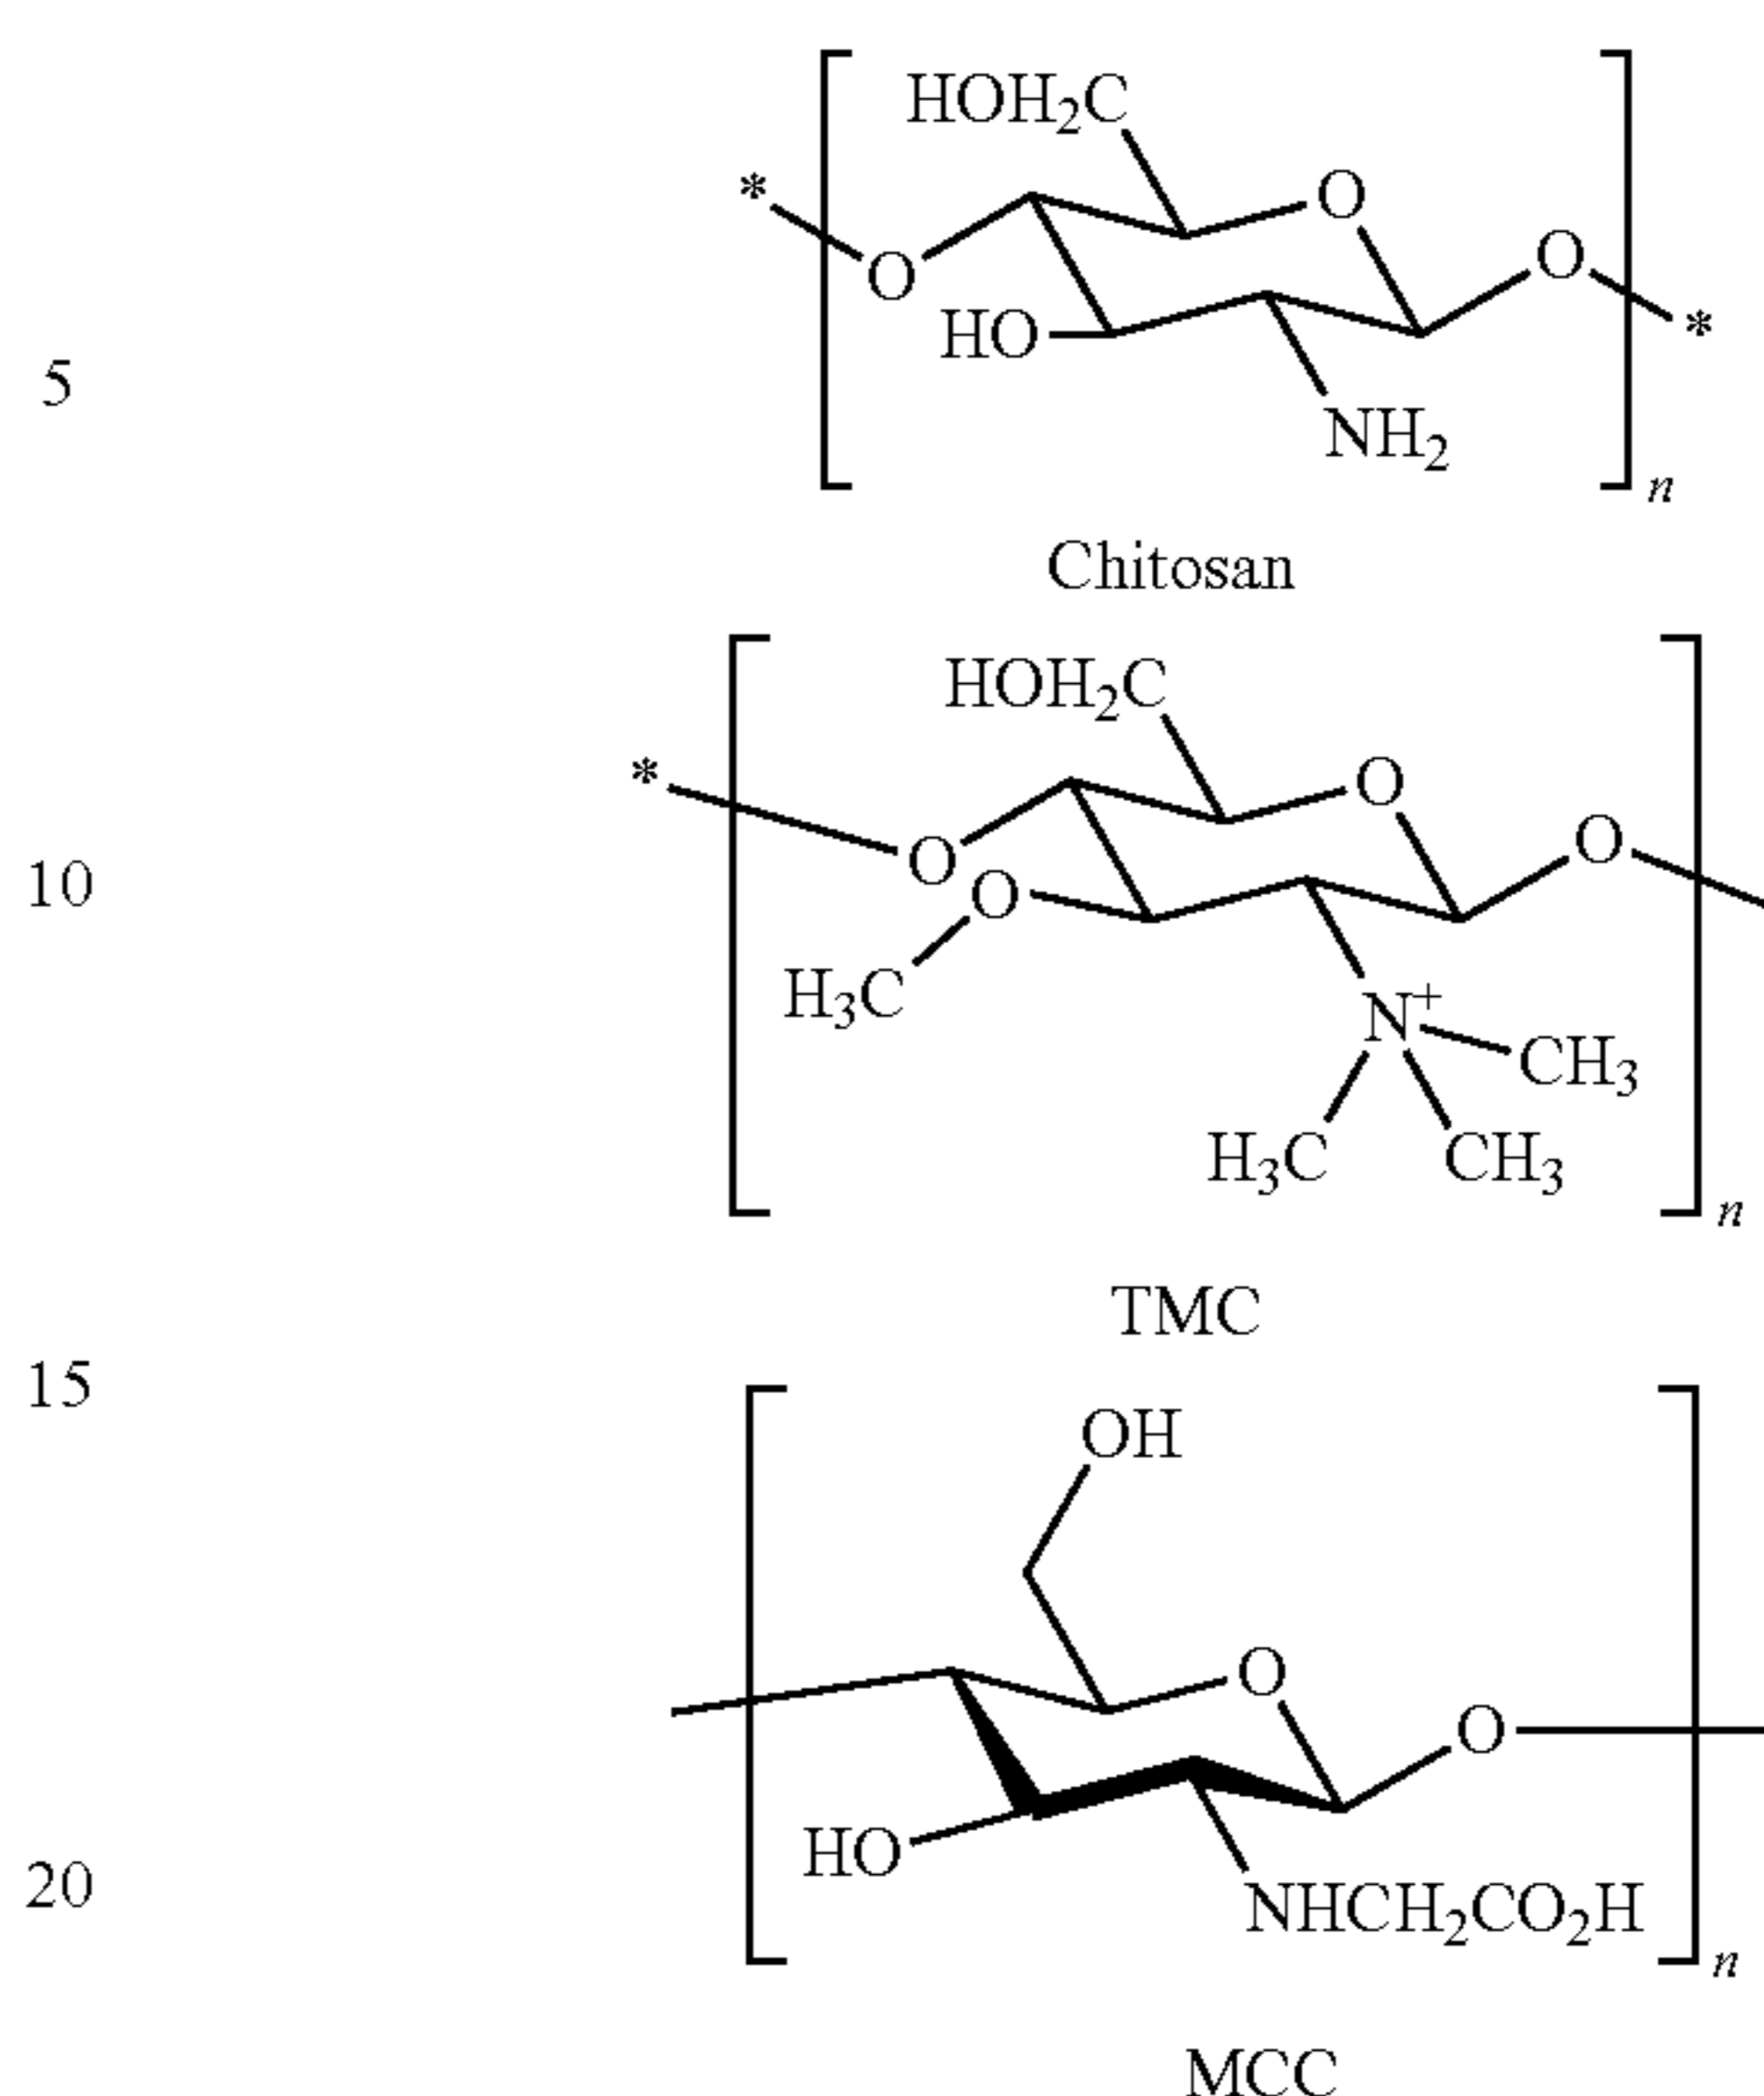 HOH₂C
*
O
O
O
HO
*
5
NH₂
n
Chitosan
HOH₂C
*
O
O
O
10
O
H₃C
N⁺
CH₃
H₃C
CH₃
n
TMC
15
OH
O
O
HO
20
NHCH₂CO₂H
n
MCC